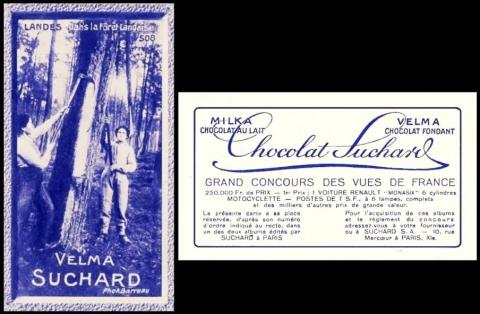 LANDES Dans la Forêt Landaise
508
VELMA
SUCHARD
Phot.Barreau
MILKA
CHOCOLAT AU LAIT
VELMA
CHOCOLAT FONDANT
Chocolat Suchard
GRAND CONCOURS DES VUES DE FRANCE
250.000 Fr. de PRIX — 1er Prix : 1 VOITURE RENAULT "MONASIX" 6 cylindres
MOTOCYCLETTE — POSTES DE T.S.F., à 6 lampes, complets
et des milliers d'autres prix de grande valeur.
La présente carte a sa place
réservée, d'après son numéro
d'ordre indiqué au recto, dans
un des deux albums édités par
SUCHARD à PARIS
Pour l'acquisition de ces albums
et le règlement du concours
adressez-vous à votre fournisseur
ou à SUCHARD S.A. — 10, rue
Mercœur à PARIS, XIe.